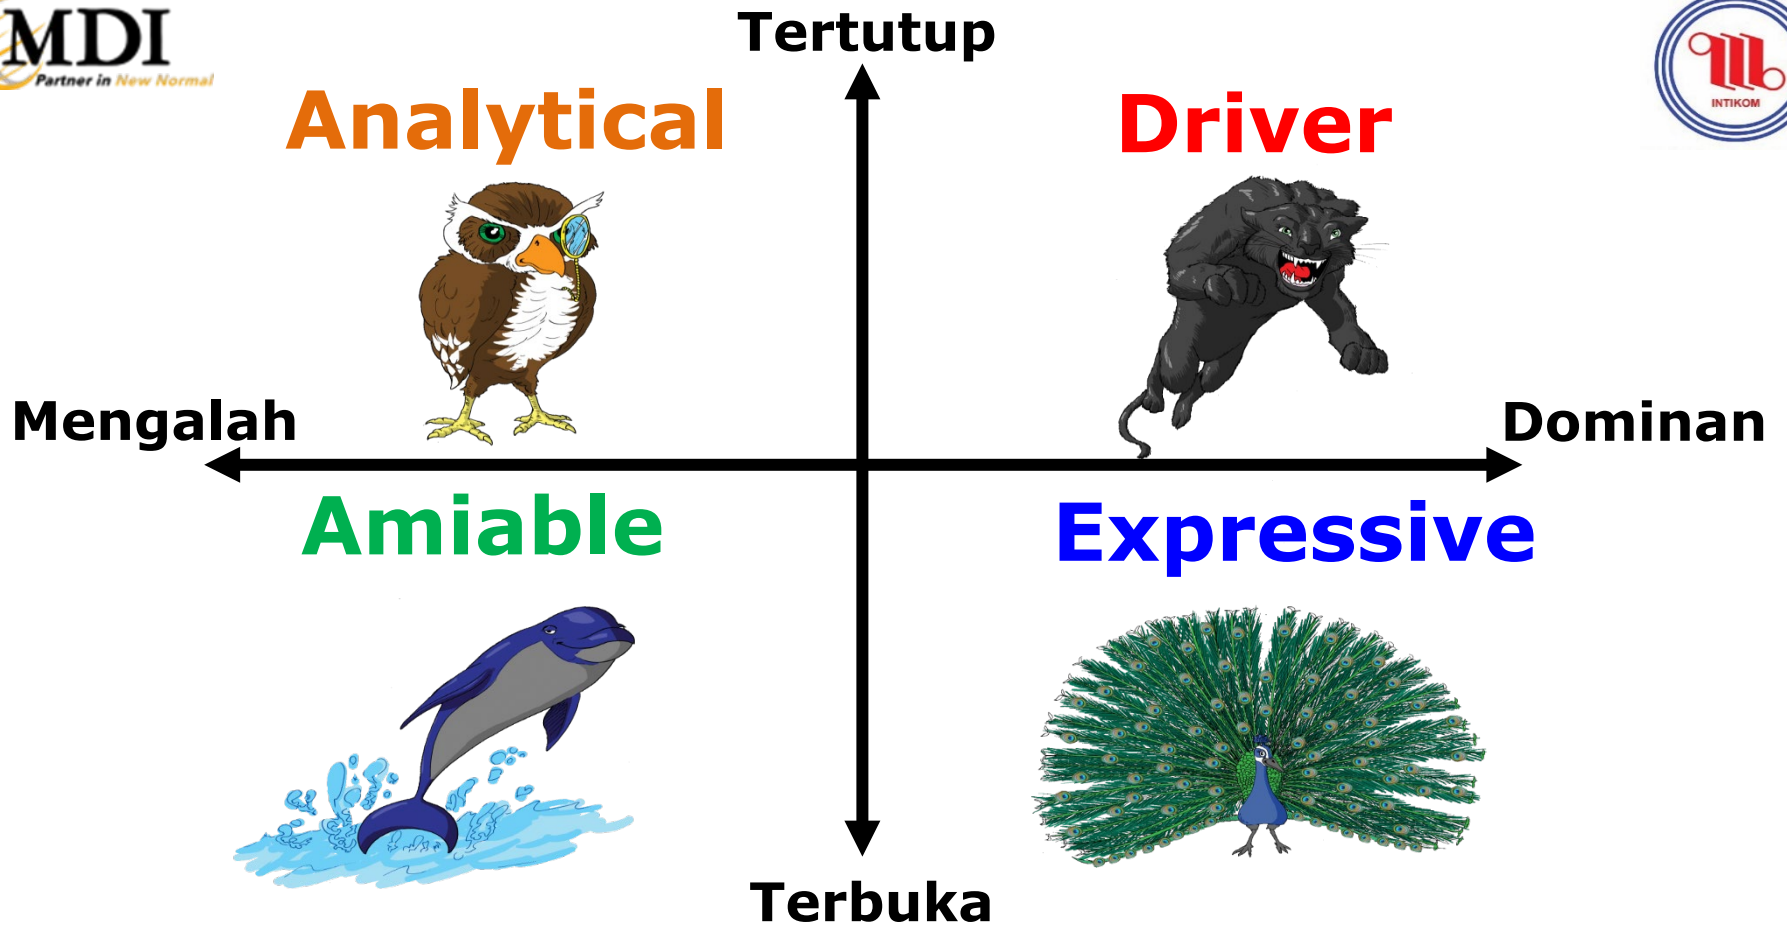 MDI
Partner in New Normal
Tertutup
INTIKOM
Analytical
Driver
Mengalah
Dominan
Amiable
Expressive
Terbuka